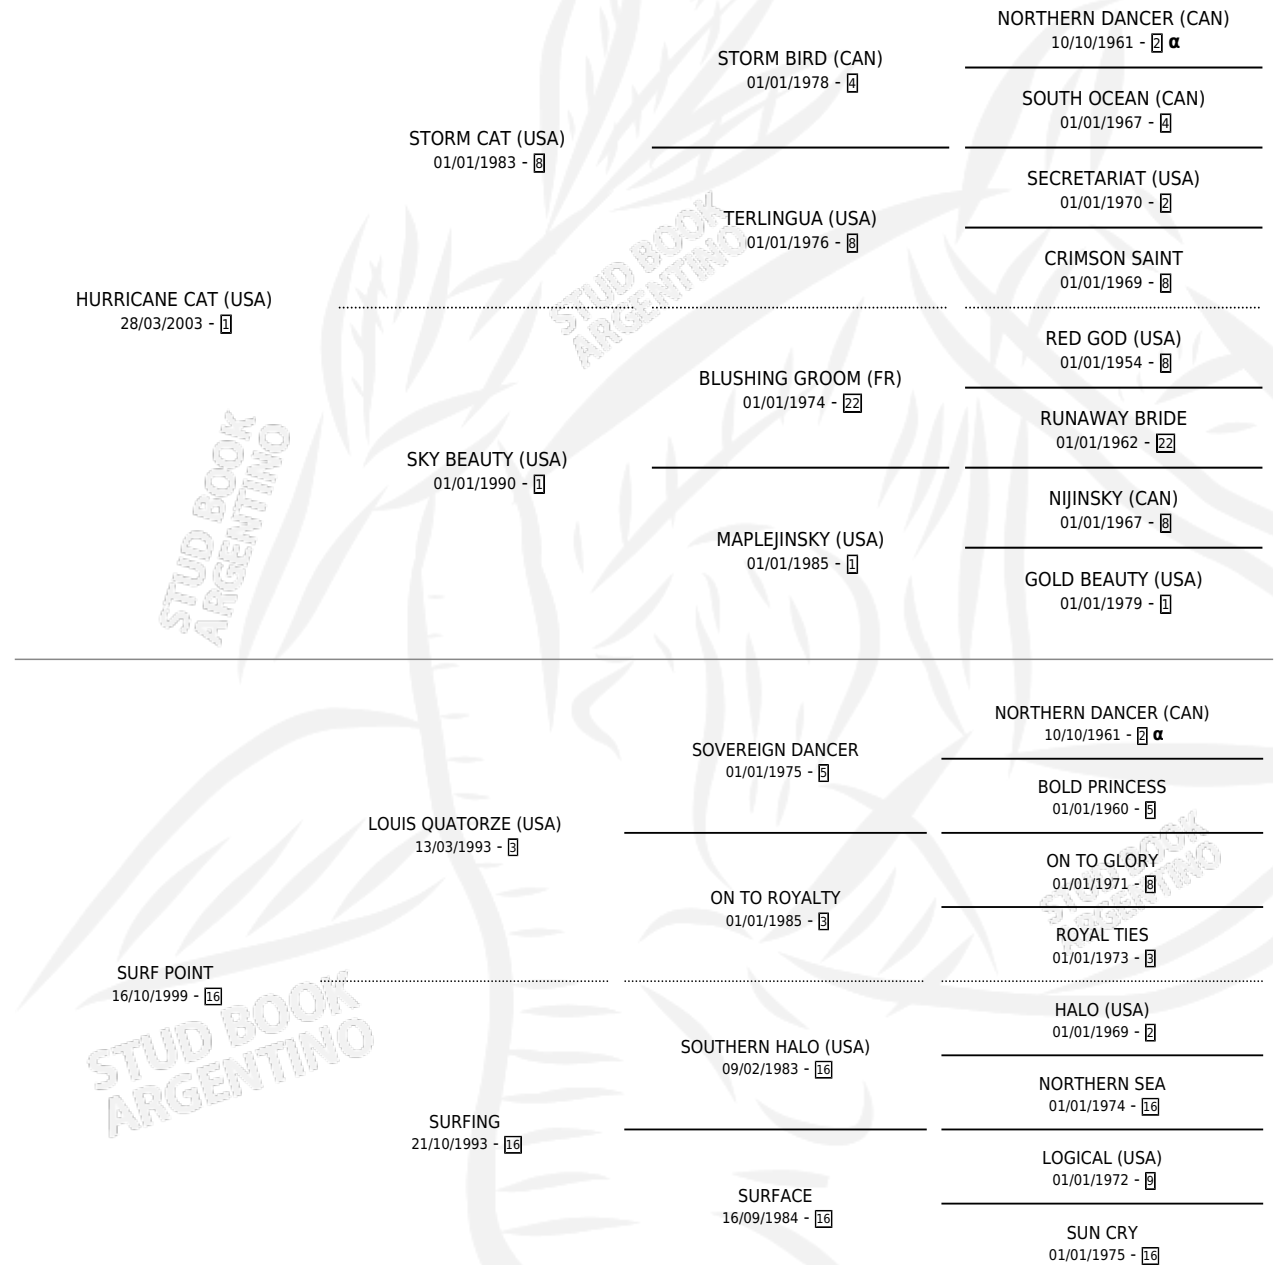 NORTHERN DANCER (CAN)
10/10/1961 - 2 α
STORM BIRD (CAN)
01/01/1978 - 4
SOUTH OCEAN (CAN)
01/01/1967 - 4
STORM CAT (USA)
01/01/1983 - 8
SECRETARIAT (USA)
01/01/1970 - 2
TERLINGUA (USA)
01/01/1976 - 8
CRIMSON SAINT
01/01/1969 - 8
HURRICANE CAT (USA)
28/03/2003 - 1
RED GOD (USA)
01/01/1954 - 8
BLUSHING GROOM (FR)
01/01/1974 - 22
RUNAWAY BRIDE
01/01/1962 - 22
SKY BEAUTY (USA)
01/01/1990 - 1
NIJINSKY (CAN)
01/01/1967 - 8
MAPLEJINSKY (USA)
01/01/1985 - 1
GOLD BEAUTY (USA)
01/01/1979 - 1
NORTHERN DANCER (CAN)
10/10/1961 - 2 α
SOVEREIGN DANCER
01/01/1975 - 5
BOLD PRINCESS
01/01/1960 - 5
LOUIS QUATORZE (USA)
13/03/1993 - 3
ON TO GLORY
01/01/1971 - 8
ON TO ROYALTY
01/01/1985 - 3
ROYAL TIES
01/01/1973 - 3
SURF POINT
16/10/1999 - 16
HALO (USA)
01/01/1969 - 2
SOUTHERN HALO (USA)
09/02/1983 - 16
NORTHERN SEA
01/01/1974 - 16
SURFING
21/10/1993 - 16
LOGICAL (USA)
01/01/1972 - 9
SURFACE
16/09/1984 - 16
SUN CRY
01/01/1975 - 16
STUD BOOK
ARGENTINO
STUD BOOK
ARGENTINO
STUD BOOK
ARGENTINO
STUD BOOK
ARGENTINO